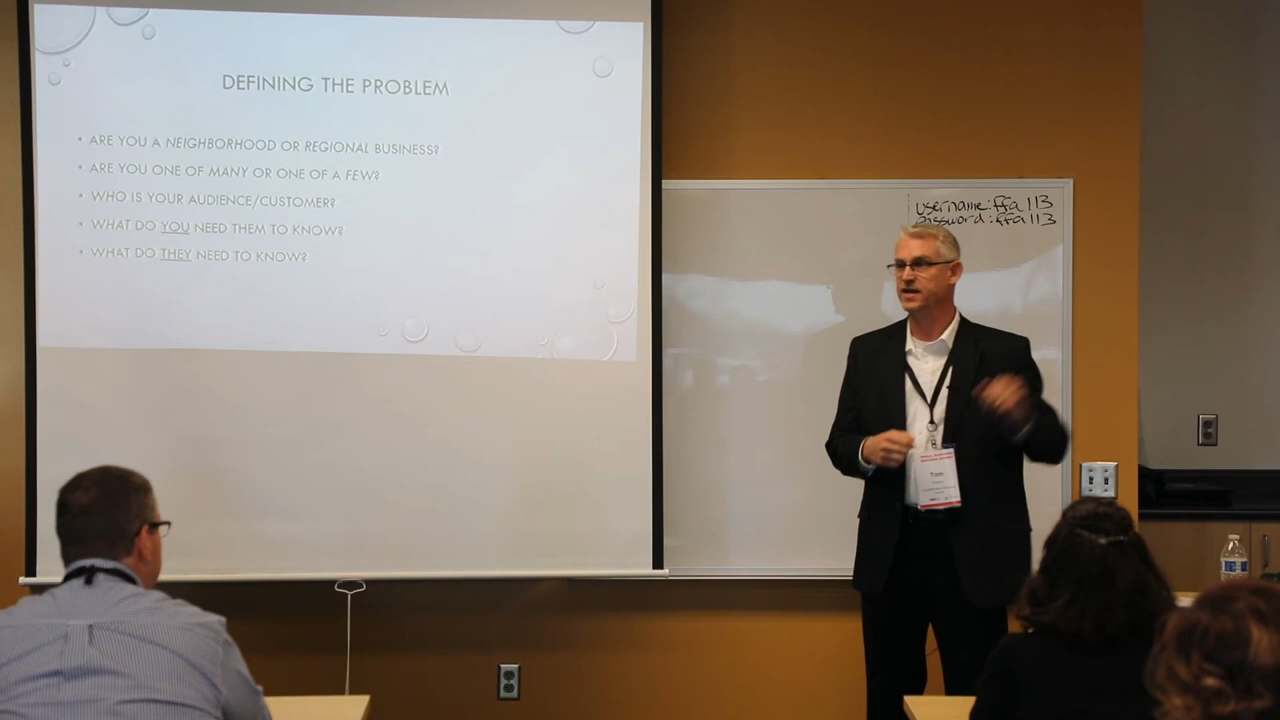 DEFINING THE PROBLEM
• ARE YOU A NEIGHBORHOOD OR REGIONAL BUSINESS?
• ARE YOU ONE OF MANY OR ONE OF A FEW?
• WHO IS YOUR AUDIENCE/CUSTOMER?
• WHAT DO YOU NEED THEM TO KNOW?
• WHAT DO THEY NEED TO KNOW?
username: ffa113
password: ffa113
Tom